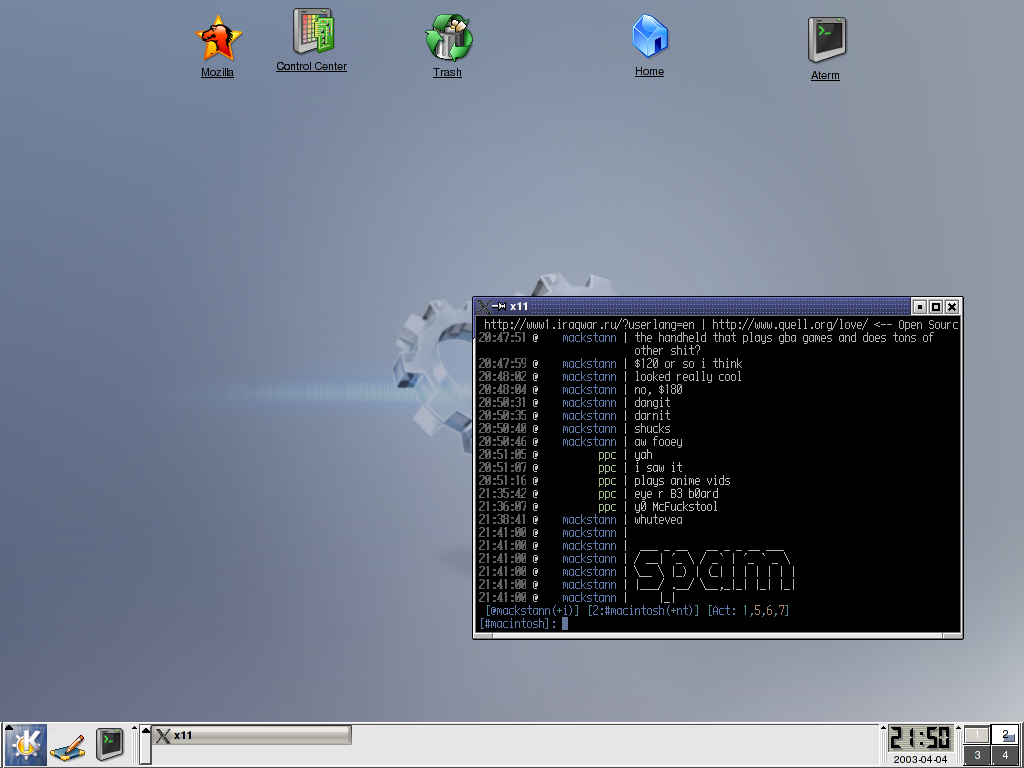 Mozilla
Control Center
Trash
Home
Aterm
x11
http://www1.iraqwar.ru/?userlang=en | http://www.quell.org/love/ <-- Open Sourc
20:47:51 @ mackstann | the handheld that plays gba games and does tons of
other shit?
20:47:59 @ mackstann | $120 or so i think
20:48:02 @ mackstann | looked really cool
20:48:04 @ mackstann | no, $180
20:50:31 @ mackstann | dangit
20:50:35 @ mackstann | darnit
20:50:40 @ mackstann | shucks
20:50:46 @ mackstann | aw fooey
20:51:05 @ ppc | yah
20:51:07 @ ppc | i saw it
20:51:16 @ ppc | plays anime vids
21:35:42 @ ppc | eye r B3 b0ard
21:36:07 @ ppc | y0 McFuckstool
21:38:41 @ mackstann | whutevea
21:41:00 @ mackstann |
21:41:00 @ mackstann |
21:41:00 @ mackstann |
21:41:00 @ mackstann | spam
21:41:00 @ mackstann |
21:41:00 @ mackstann |
[@mackstann(+i)] [2:#macintosh(+nt)] [Act: 1,5,6,7]
[#macintosh]:
x11
21:50
2003-04-04
1 2
3 4